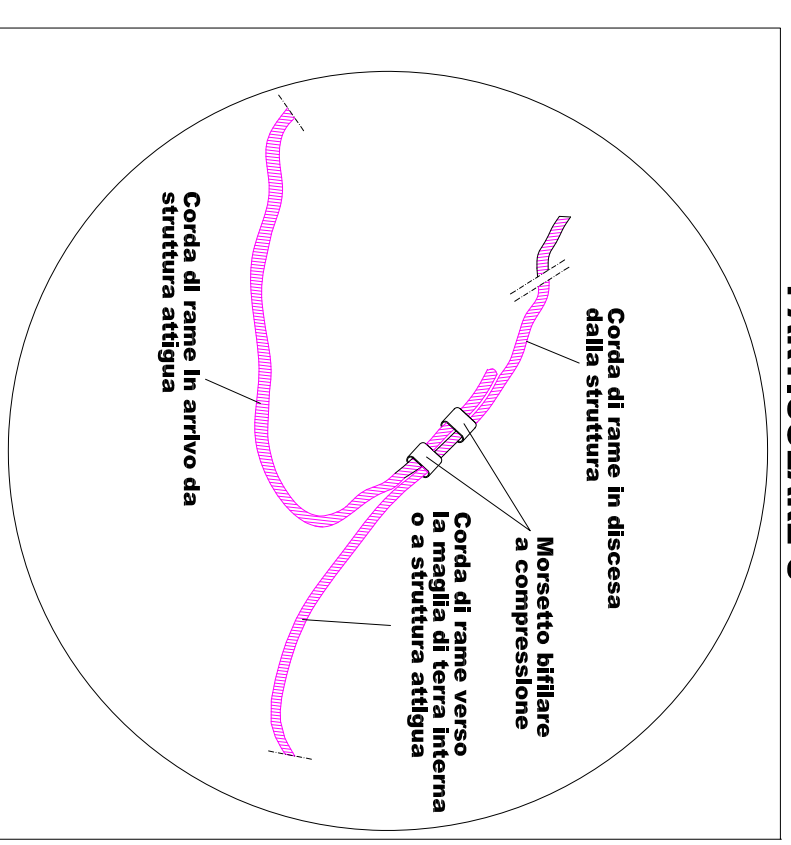 Corda di rame in discesa
dalla struttura
Morsetto bifilare
a compressione
Corda di rame verso
la maglia di terra interna
o a struttura attigua
Corda di rame in arrivo da
struttura attigua